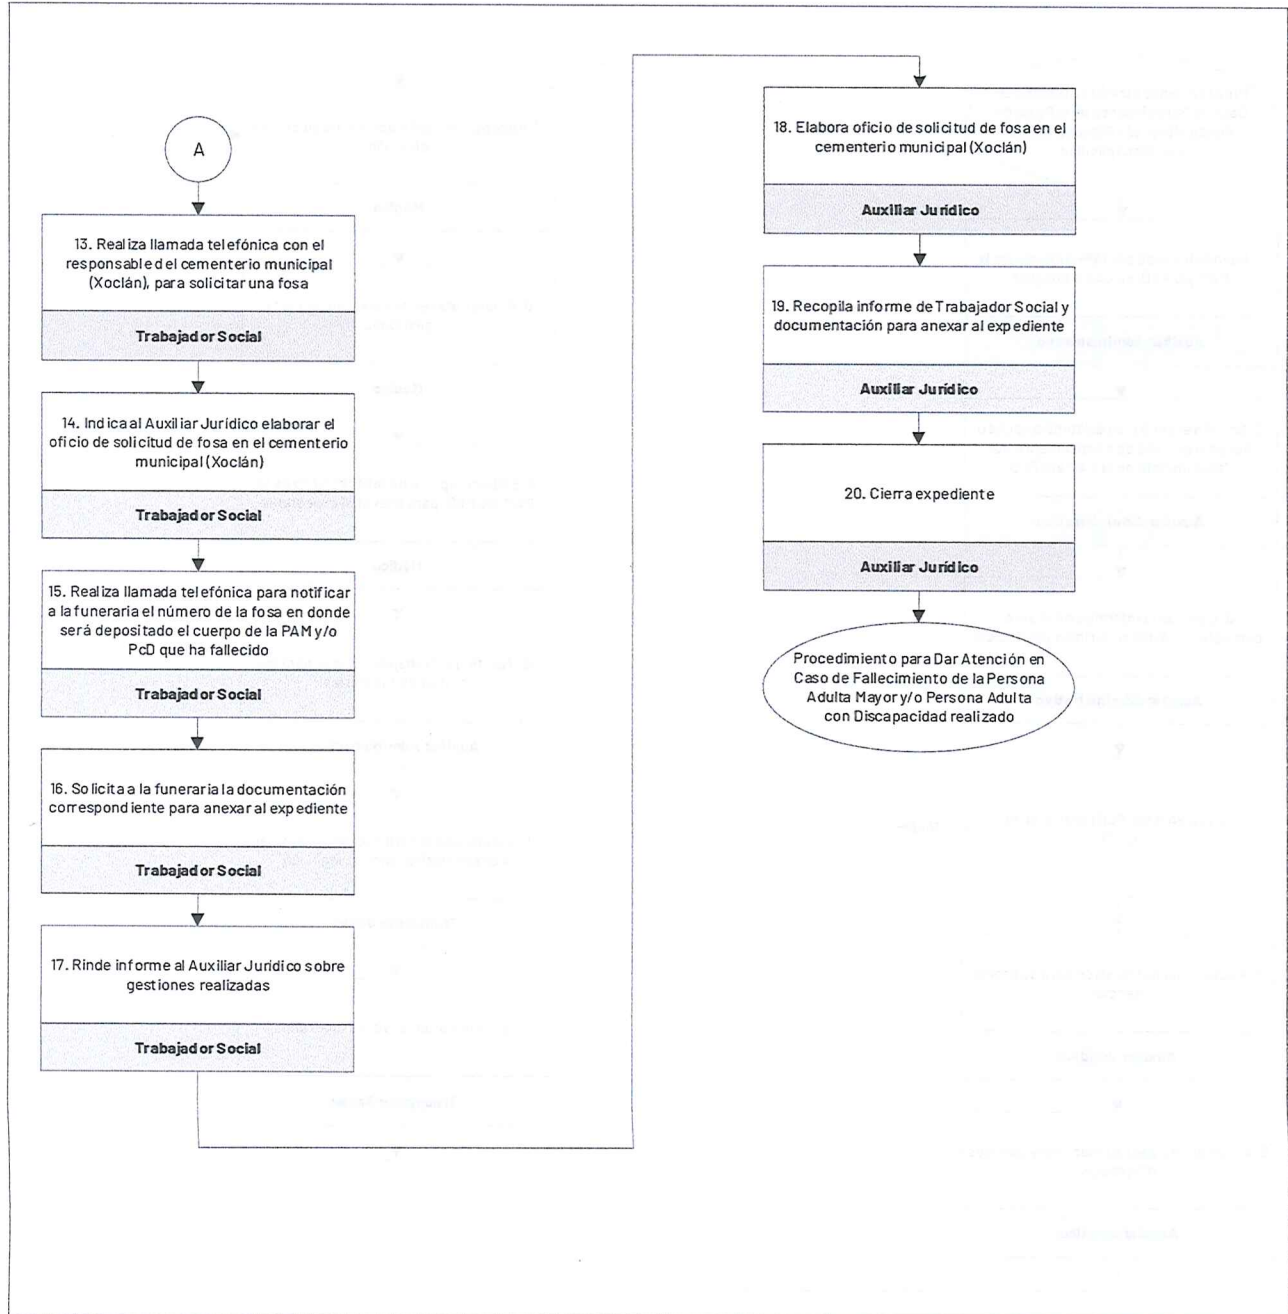 A
13. Realiza llamada telefónica con el
responsable del cementerio municipal
(Xoclán), para solicitar una fosa
Trabajador Social
14. Indica al Auxiliar Jurídico elaborar el
oficio de solicitud de fosa en el cementerio
municipal (Xoclán)
Trabajador Social
15. Realiza llamada telefónica para notificar
a la funeraria el número de la fosa en donde
será depositado el cuerpo de la PAM y/o
PcD que ha fallecido
Trabajador Social
16. Solicita a la funeraria la documentación
correspondiente para anexar al expediente
Trabajador Social
17. Rinde informe al Auxiliar Jurídico sobre
gestiones realizadas
Trabajador Social
18. Elabora oficio de solicitud de fosa en el
cementerio municipal (Xoclán)
Auxiliar Jurídico
19. Recopila informe de Trabajador Social y
documentación para anexar al expediente
Auxiliar Jurídico
20. Cierra expediente
Auxiliar Jurídico
Procedimiento para Dar Atención en
Caso de Fallecimiento de la Persona
Adulta Mayor y/o Persona Adulta
con Discapacidad realizado